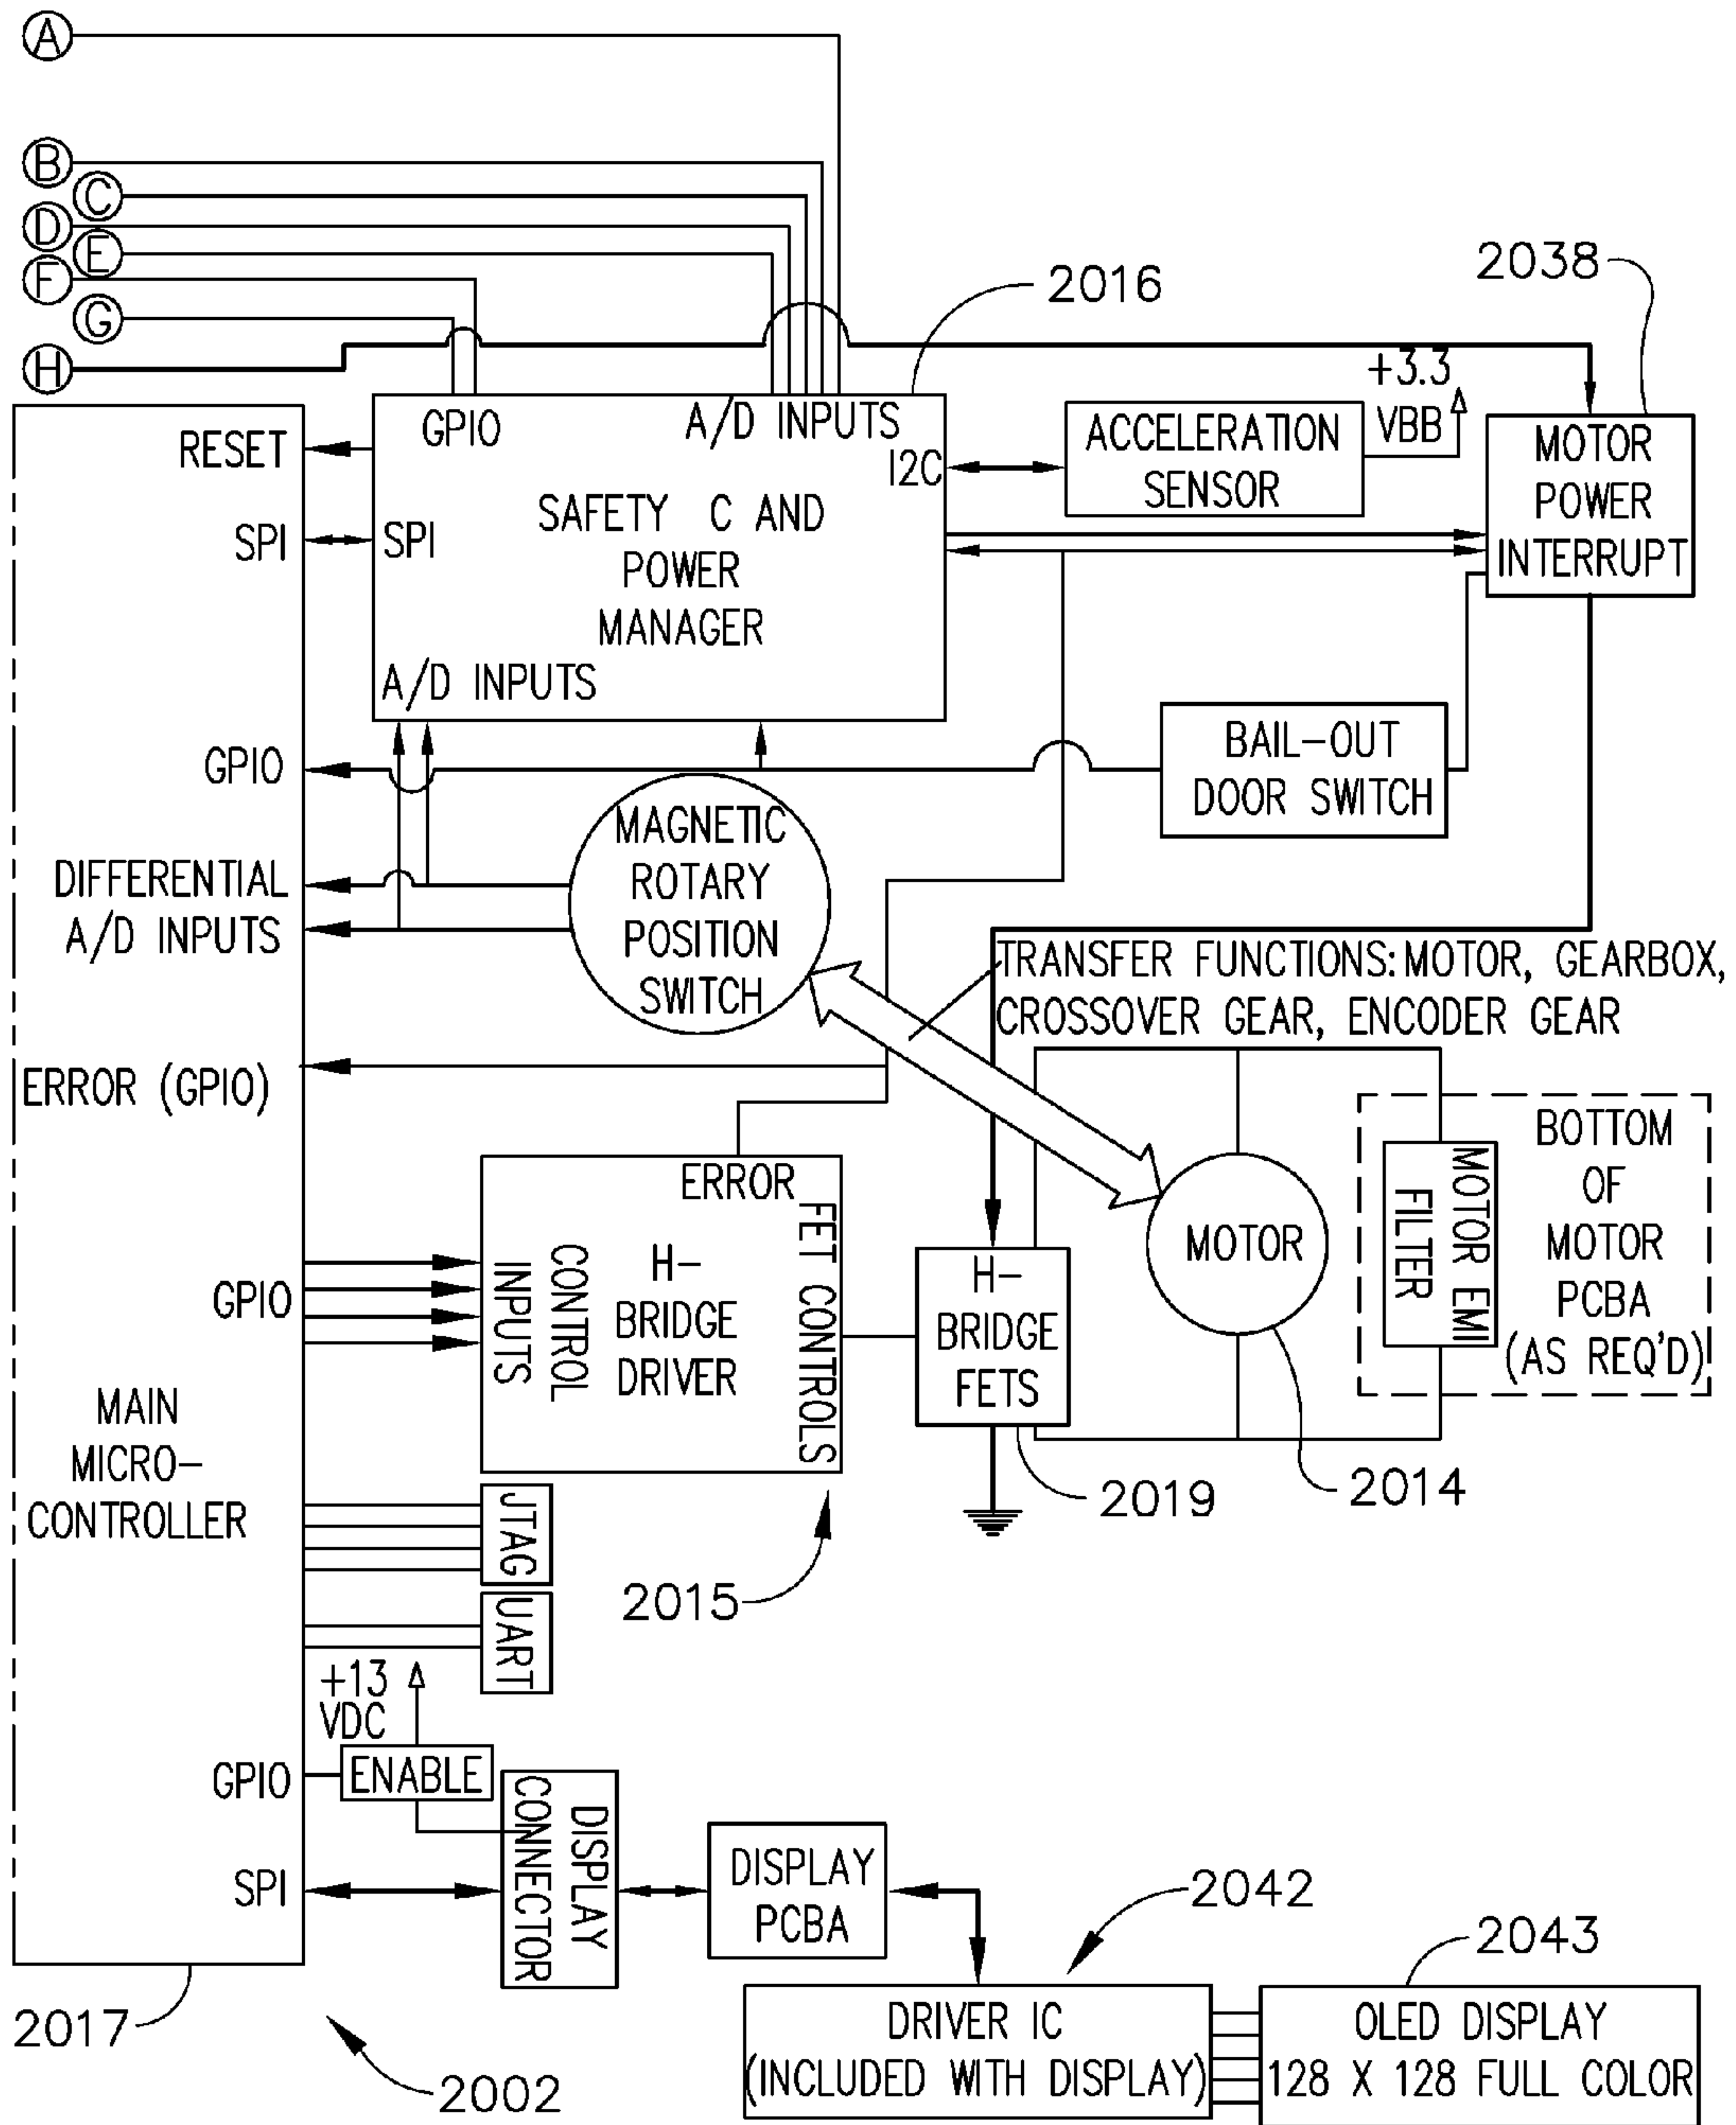 A
B
C
D
E
F
G
H
2016
2038
+3.3
VBB
RESET
SPI
GPIO
A/D INPUTS
I2C
SPI
SAFETY C AND
POWER
MANAGER
A/D INPUTS
ACCELERATION
SENSOR
MOTOR
POWER
INTERRUPT
GPIO
BAIL-OUT
DOOR SWITCH
DIFFERENTIAL
A/D INPUTS
MAGNETIC
ROTARY
POSITION
SWITCH
TRANSFER FUNCTIONS: MOTOR, GEARBOX,
CROSSOVER GEAR, ENCODER GEAR
ERROR (GPIO)
ERROR
CONTROL
INPUTS
H-
BRIDGE
DRIVER
FET CONTROLS
GPIO
H-
BRIDGE
FETS
MOTOR
MOTOR EMI
FILTER
BOTTOM
OF
MOTOR
PCBA
(AS REQ'D)
MAIN
MICRO-
CONTROLLER
2019
2014
2015
JTAG
UART
+13
VDC
GPIO
ENABLE
SPI
DISPLAY
CONNECTOR
DISPLAY
PCBA
2042
2043
DRIVER IC
(INCLUDED WITH DISPLAY)
OLED DISPLAY
128 X 128 FULL COLOR
2017
2002